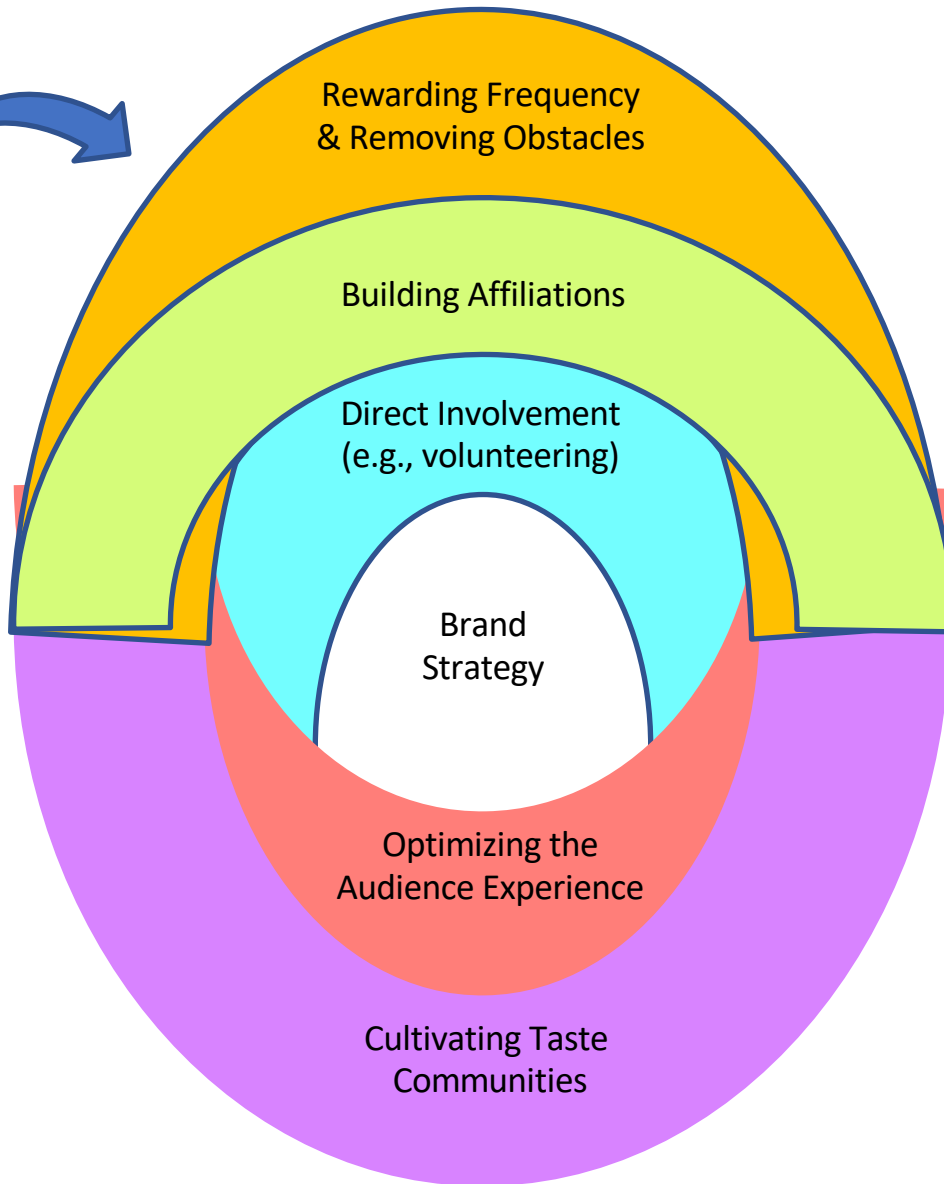 Rewarding Frequency
& Removing Obstacles
Building Affiliations
Direct Involvement
(e.g., volunteering)
Brand
Strategy
Optimizing the
Audience Experience
Cultivating Taste
Communities